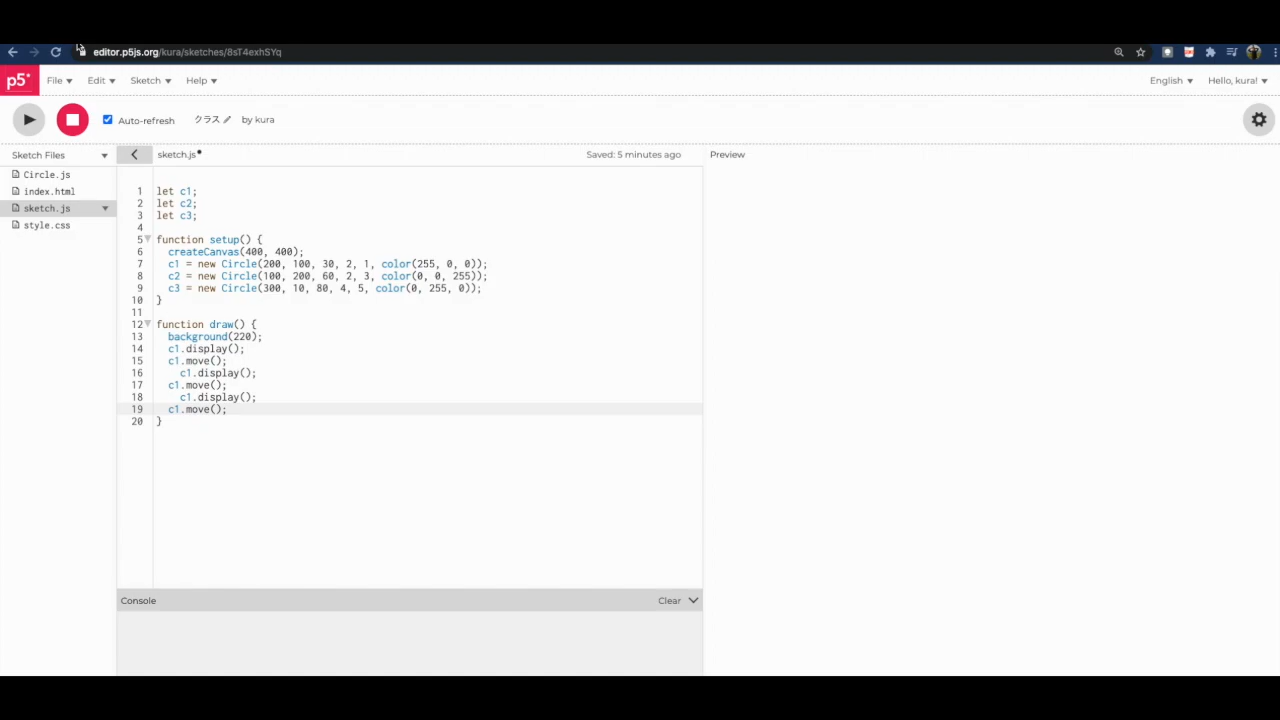 editor.p5js.org/kura/sketches/8sT4exhSYq
p5* File Edit Sketch Help English Hello, kura!
Auto-refresh クラス by kura
Sketch Files sketch.js Saved: 5 minutes ago Preview
Circle.js
index.html
sketch.js
style.css
1 let c1;
2 let c2;
3 let c3;
4
5 function setup() {
6 createCanvas(400, 400);
7 c1 = new Circle(200, 100, 30, 2, 1, color(255, 0, 0));
8 c2 = new Circle(100, 200, 60, 2, 3, color(0, 0, 255));
9 c3 = new Circle(300, 10, 80, 4, 5, color(0, 255, 0));
10 }
11
12 function draw() {
13 background(220);
14 c1.display();
15 c1.move();
16 c1.display();
17 c1.move();
18 c1.display();
19 c1.move();
20 }
Console Clear